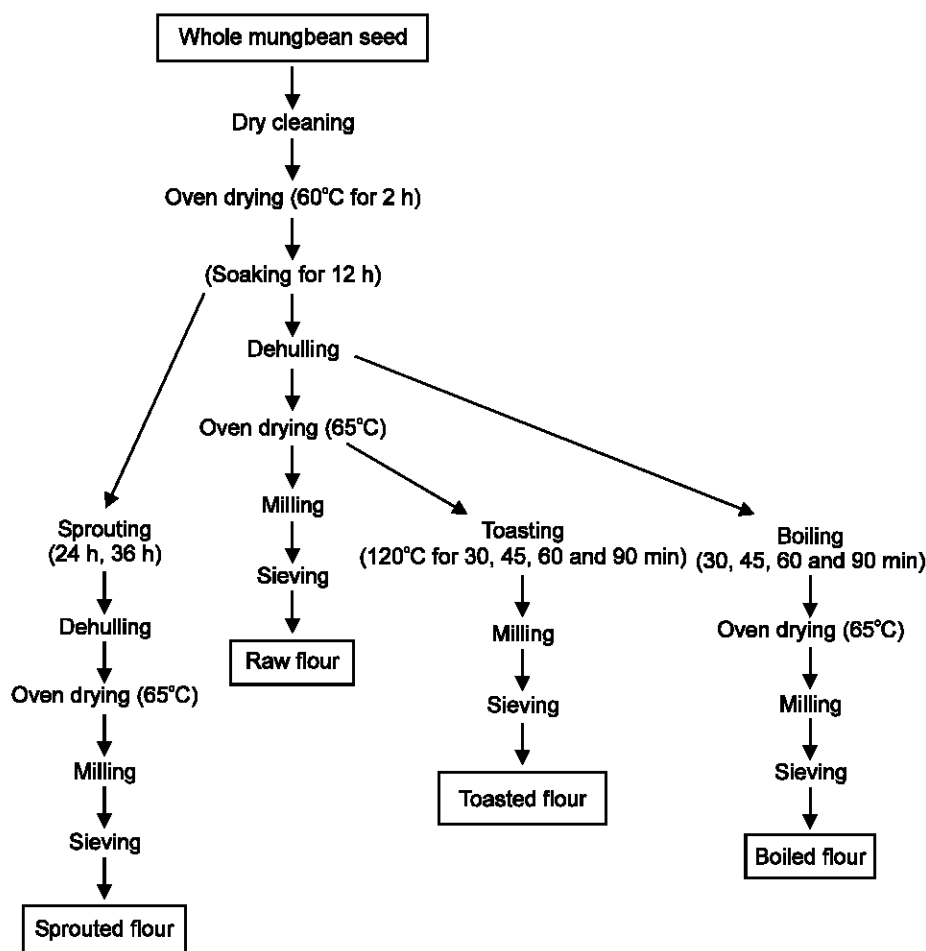 Whole mungbean seed
Dry cleaning
Oven drying (60°C for 2 h)
(Soaking for 12 h)
Dehulling
Oven drying (65°C)
Milling
Sieving
Raw flour
Sprouting
(24 h, 36 h)
Dehulling
Oven drying (65°C)
Milling
Sieving
Sprouted flour
Toasting
(120°C for 30, 45, 60 and 90 min)
Milling
Sieving
Toasted flour
Boiling
(30, 45, 60 and 90 min)
Oven drying (65°C)
Milling
Sieving
Boiled flour